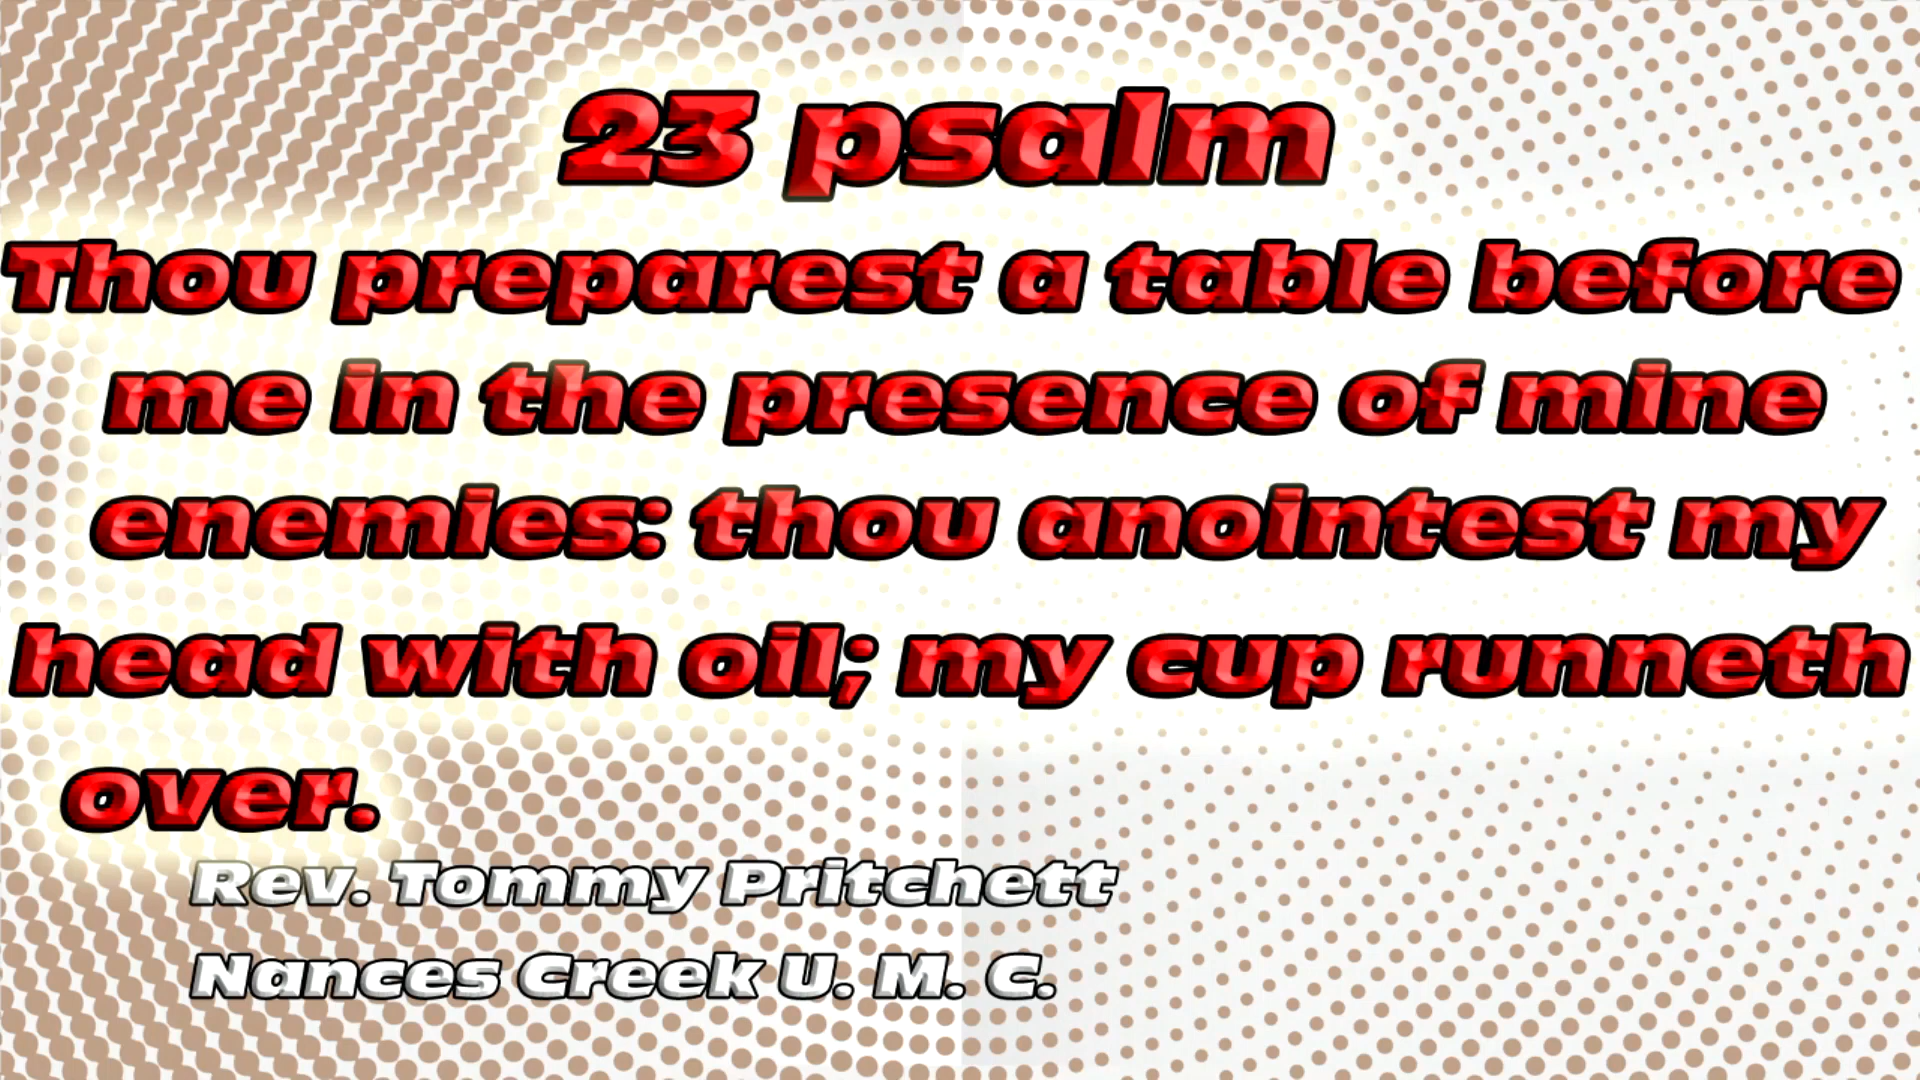 23 psalm
Thou preparest a table before
me in the presence of mine
enemies: thou anointest my
head with oil; my cup runneth
over.
Rev. Tommy Pritchett
Nances Creek U. M. C.